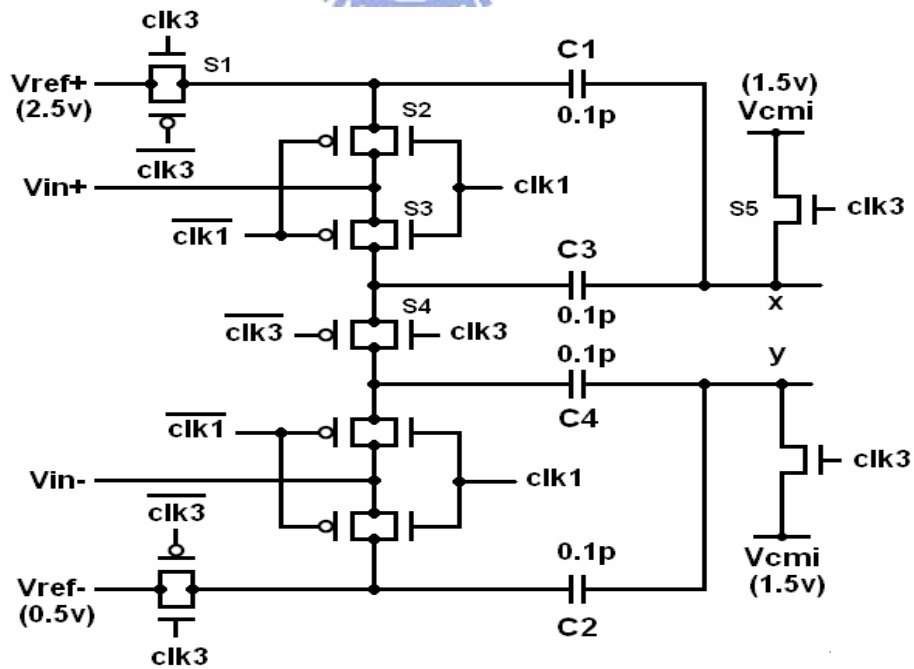 clk3
Vref+
(2.5v)
S1
clk3
C1
0.1p
(1.5v)
Vcmi
S2
Vin+
clk1
S3
clk1
S5
clk3
C3
0.1p
x
clk3
S4
clk3
0.1p
y
C4
clk1
Vin-
clk1
clk3
clk3
Vref-
(0.5v)
0.1p
C2
Vcmi
(1.5v)
clk3